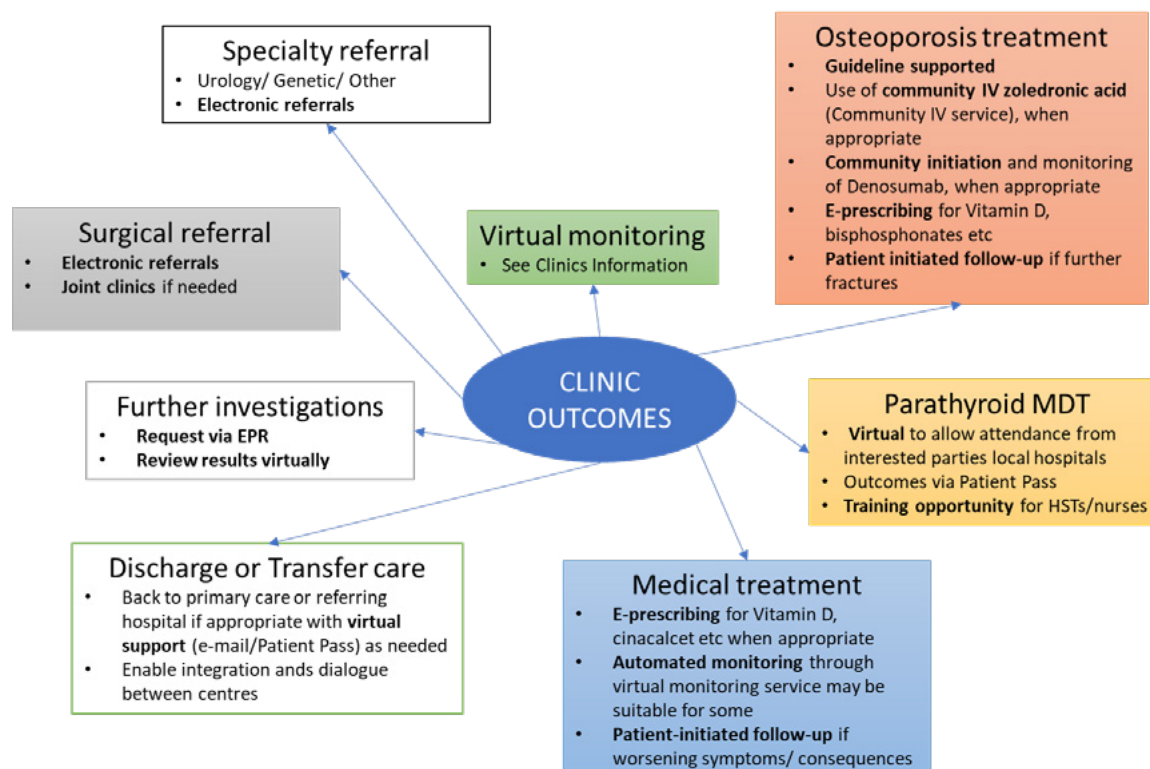 Specialty referral
• Urology/ Genetic/ Other
• Electronic referrals
Osteoporosis treatment
• Guideline supported
• Use of community IV zoledronic acid
(Community IV service), when
appropriate
• Community initiation and monitoring
of Denosumab, when appropriate
• E-prescribing for Vitamin D,
bisphosphonates etc
• Patient initiated follow-up if further
fractures
Surgical referral
• Electronic referrals
• Joint clinics if needed
Virtual monitoring
• See Clinics Information
CLINIC
OUTCOMES
Further investigations
• Request via EPR
• Review results virtually
Parathyroid MDT
• Virtual to allow attendance from
interested parties local hospitals
• Outcomes via Patient Pass
• Training opportunity for HSTs/nurses
Discharge or Transfer care
• Back to primary care or referring
hospital if appropriate with virtual
support (e-mail/Patient Pass) as needed
• Enable integration ands dialogue
between centres
Medical treatment
• E-prescribing for Vitamin D,
cinacalcet etc when appropriate
• Automated monitoring through
virtual monitoring service may be
suitable for some
• Patient-initiated follow-up if
worsening symptoms/ consequences